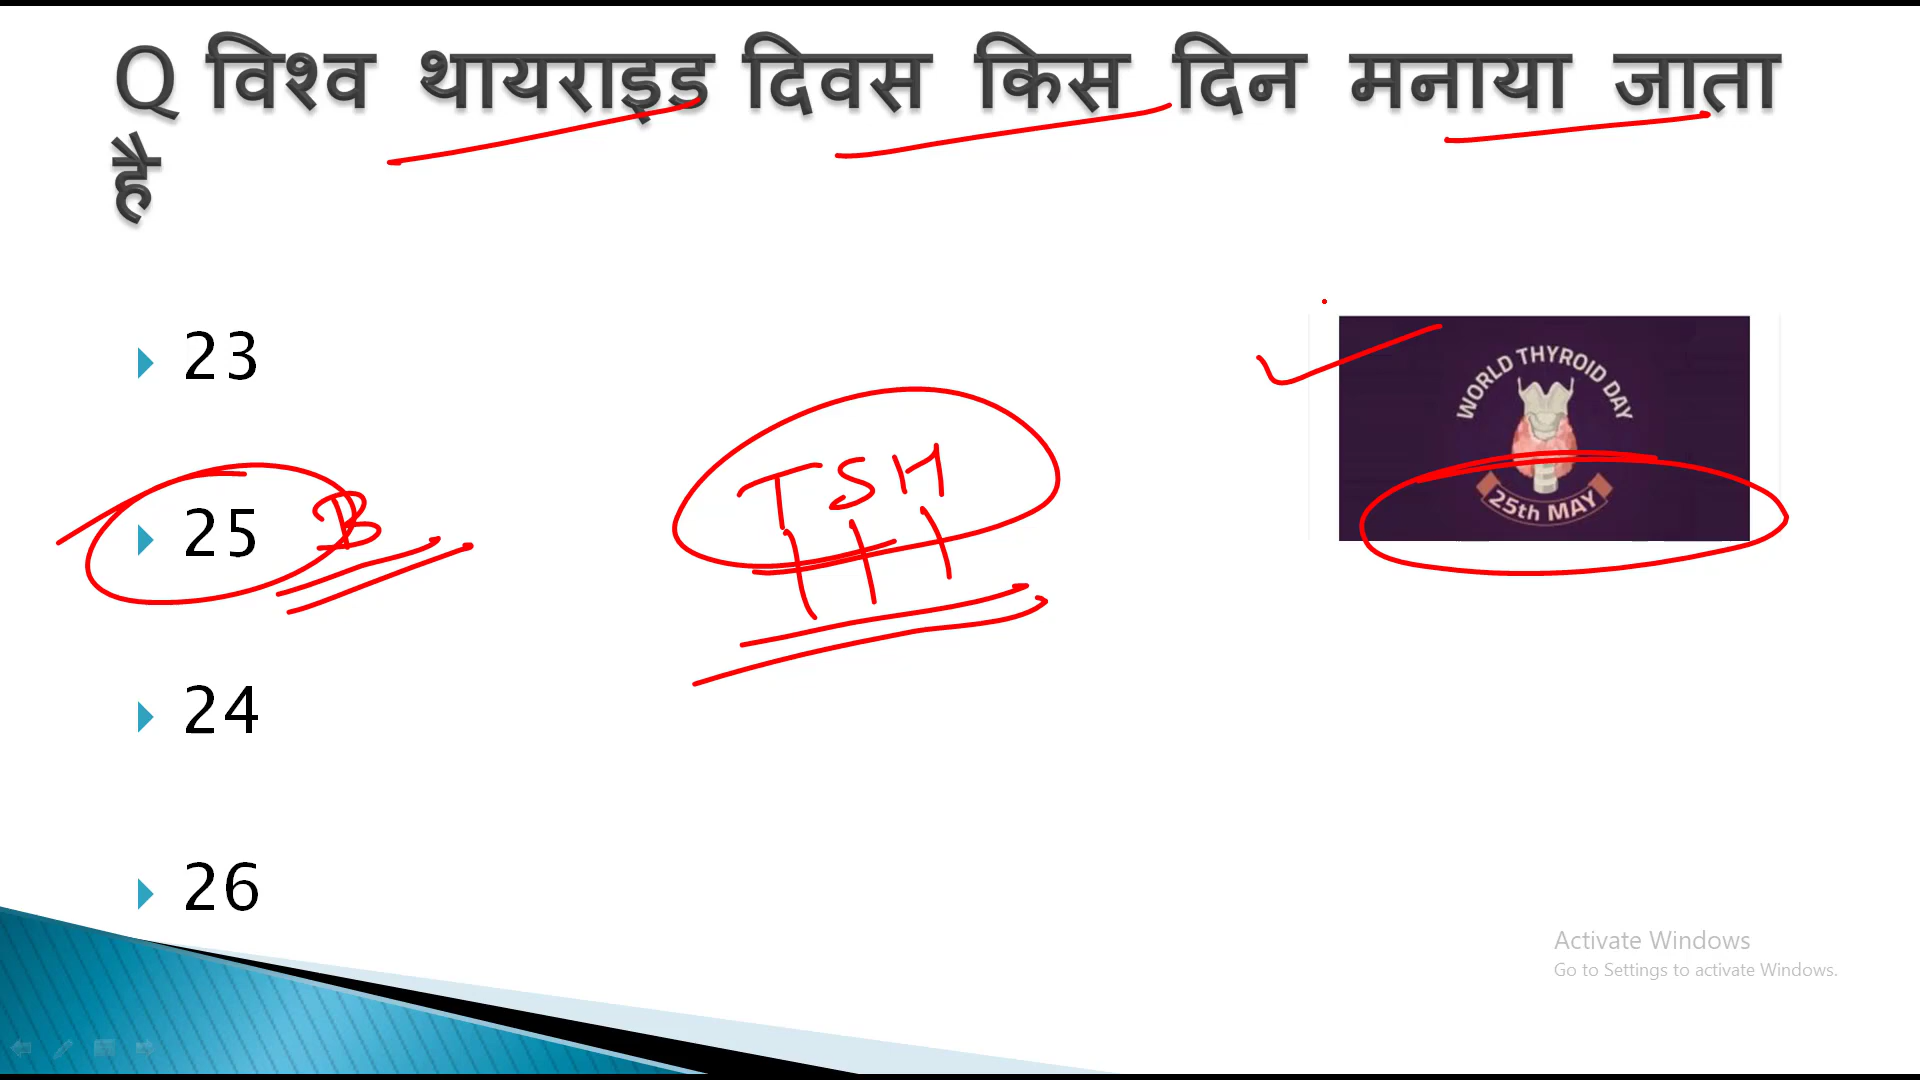 Q विश्व थायराइड दिवस किस दिन मनाया जाता
है
23
25 B
24
26
TSH
WORLD THYROID DAY
25th MAY
Activate Windows
Go to Settings to activate Windows.